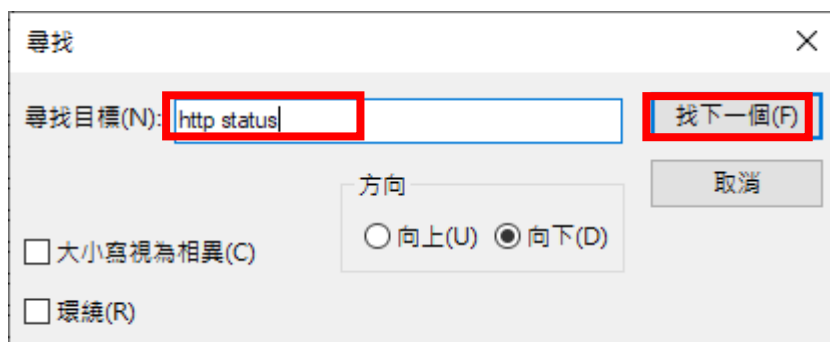 尋找
尋找目標(N): http status 找下一個(F)
取消
方向
向上(U) 向下(D)
大小寫視為相異(C)
環繞(R)